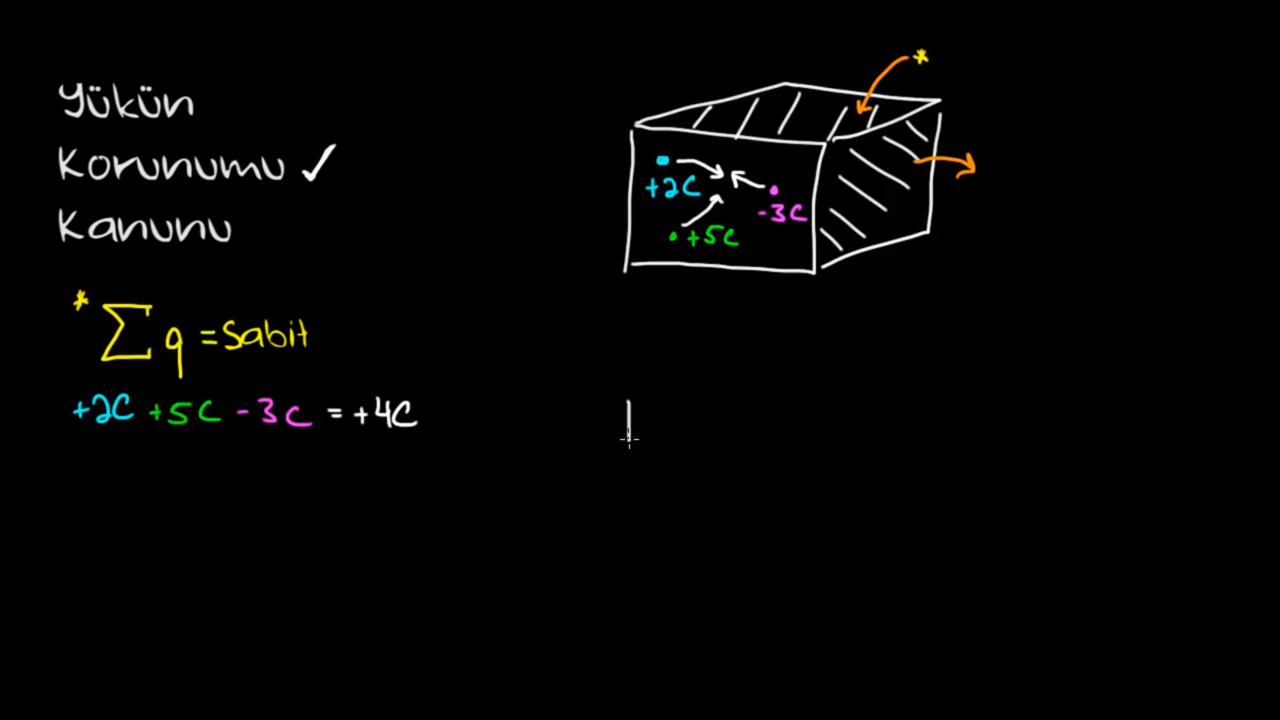 Yükün
Korunumu ✓
Kanunu
* Σ q = Sabit
+2C +5C -3C = +4C
*
+2C
-3C
+5C